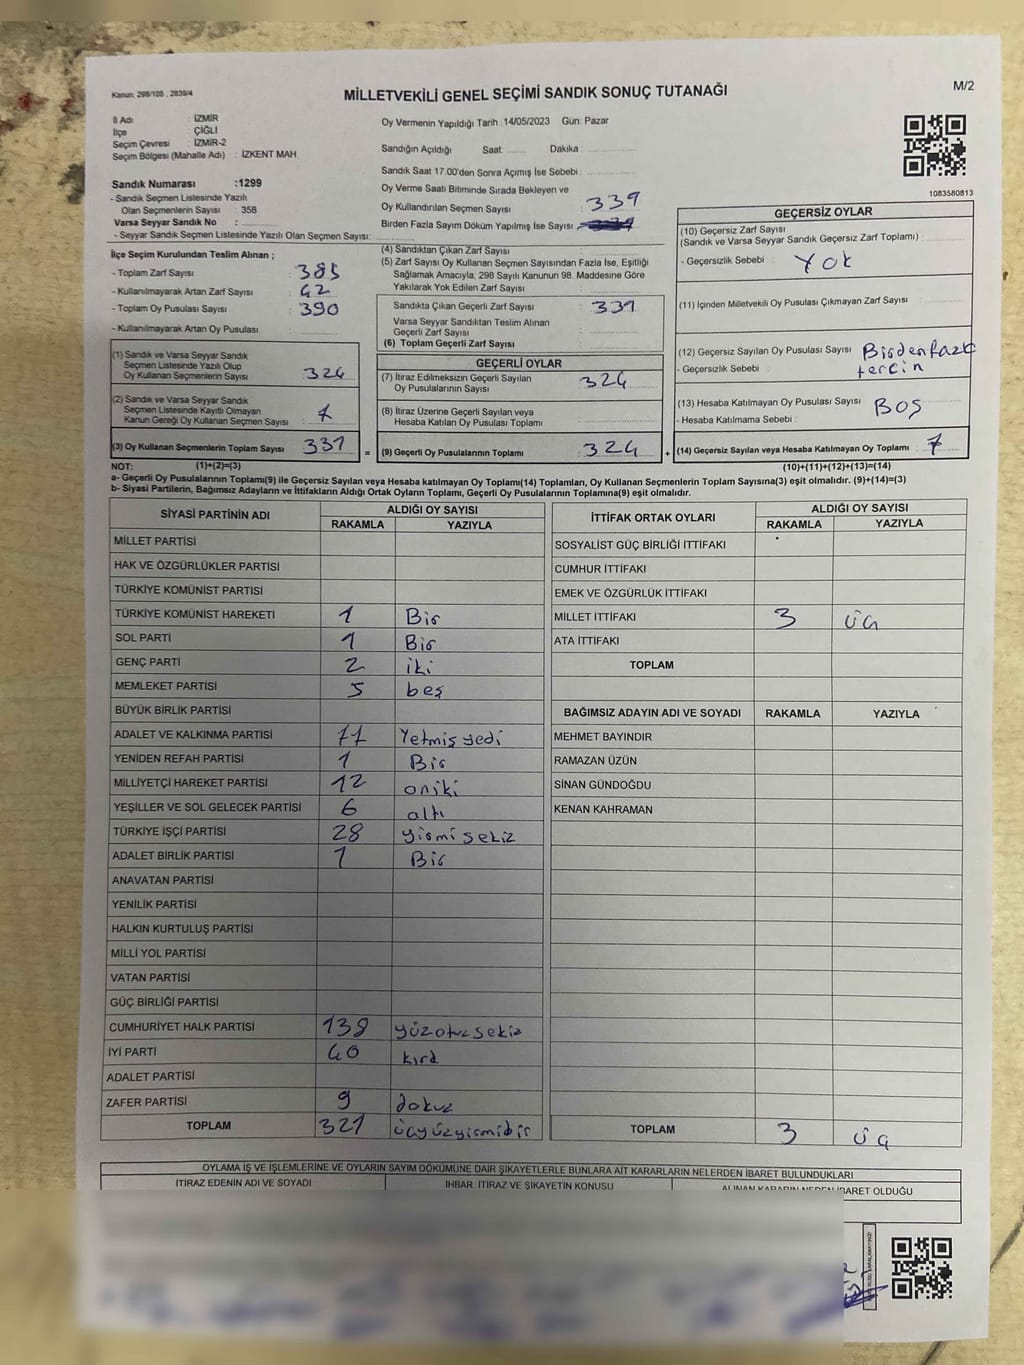 Kanun; 298/105 , 2839/4
MİLLETVEKİLİ GENEL SEÇİMİ SANDIK SONUÇ TUTANAĞI
M/2
İl Adı : İZMİR
İlçe : ÇİĞLİ
Seçim Çevresi : İZMİR-2
Seçim Bölgesi (Mahalle Adı) : İZKENT MAH
Sandık Numarası :1299
- Sandık Seçmen Listesinde Yazılı
Olan Seçmenlerin Sayısı : 358
Varsa Seyyar Sandık No :
- Seyyar Sandık Seçmen Listesinde Yazılı Olan Seçmen Sayısı:
Oy Vermenin Yapıldığı Tarih 14/05/2023 Gün: Pazar
Sandığın Açıldığı Saat Dakika :
Sandık Saat 17.00'den Sonra Açımış İse Sebebi :
Oy Verme Saati Bitiminde Sırada Bekleyen ve
Oy Kullandırılan Seçmen Sayısı : 339
Birden Fazla Sayım Döküm Yapılmış İse Sayısı
1083580813
İlçe Seçim Kurulundan Teslim Alınan ;
- Toplam Zarf Sayısı : 385
- Kullanılmayarak Artan Zarf Sayısı : 42
- Toplam Oy Pusulası Sayısı : 390
- Kullanılmayarak Artan Oy Pusulası :
(4) Sandıktan Çıkan Zarf Sayısı :
(5) Zarf Sayısı Oy Kullanan Seçmen Sayısından Fazla İse, Eşitliği
Sağlamak Amacıyla; 298 Sayılı Kanunun 98. Maddesine Göre
Yakılarak Yok Edilen Zarf Sayısı :
Sandıkta Çıkan Geçerli Zarf Sayısı : 331
Varsa Seyyar Sandıktan Teslim Alınan
Geçerli Zarf Sayısı :
(6) Toplam Geçerli Zarf Sayısı :
GEÇERSİZ OYLAR
(10) Geçersiz Zarf Sayısı
(Sandık ve Varsa Seyyar Sandık Geçersiz Zarf Toplamı) :
- Geçersizlik Sebebi : YOK
(11) İçinden Milletvekili Oy Pusulası Çıkmayan Zarf Sayısı :
(12) Geçersiz Sayılan Oy Pusulası Sayısı : Birden fazla
- Geçersizlik Sebebi : tercin
(13) Hesaba Katılmayan Oy Pusulası Sayısı : BOŞ
- Hesaba Katılmama Sebebi :
(14) Geçersiz Sayılan veya Hesaba Katılmayan Oy Toplamı : 7
(10)+(11)+(12)+(13)=(14)
(1) Sandık ve Varsa Seyyar Sandık
Seçmen Listesinde Yazılı Olup
Oy Kullanan Seçmenlerin Sayısı : 324
(2) Sandık ve Varsa Seyyar Sandık
Seçmen Listesinde Kayıtlı Olmayan
Kanun Gereği Oy Kullanan Seçmen Sayısı : 7
(3) Oy Kullanan Seçmenlerin Toplam Sayısı : 331
GEÇERLİ OYLAR
(7) İtiraz Edilmeksizin Geçerli Sayılan
Oy Pusulalarının Sayısı : 324
(8) İtiraz Üzerine Geçerli Sayılan veya
Hesaba Katılan Oy Pusulası Toplamı :
= (9) Geçerli Oy Pusulalarının Toplamı : 324 +
NOT: (1)+(2)=(3)
a- Geçerli Oy Pusulalarının Toplamı(9) ile Geçersiz Sayılan veya Hesaba katılmayan Oy Toplamı(14) Toplamları, Oy Kullanan Seçmenlerin Toplam Sayısına(3) eşit olmalıdır. (9)+(14)=(3)
b- Siyasi Partilerin, Bağımsız Adayların ve İttifakların Aldığı Ortak Oyların Toplamı, Geçerli Oy Pusulalarının Toplamına(9) eşit olmalıdır.
SİYASİ PARTİNİN ADI ALDIĞI OY SAYISI
RAKAMLA YAZIYLA
MİLLET PARTİSİ
HAK VE ÖZGÜRLÜKLER PARTİSİ
TÜRKİYE KOMÜNİST PARTİSİ
TÜRKİYE KOMÜNİST HAREKETİ 1 Bir
SOL PARTİ 1 Bir
GENÇ PARTİ 2 iki
MEMLEKET PARTİSİ 5 beş
BÜYÜK BİRLİK PARTİSİ
ADALET VE KALKINMA PARTİSİ 77 Yetmiş yedi
YENİDEN REFAH PARTİSİ 1 Bir
MİLLİYETÇİ HAREKET PARTİSİ 12 oniki
YEŞİLLER VE SOL GELECEK PARTİSİ 6 altı
TÜRKİYE İŞÇİ PARTİSİ 28 yirmi sekiz
ADALET BİRLİK PARTİSİ 1 Bir
ANAVATAN PARTİSİ
YENİLİK PARTİSİ
HALKIN KURTULUŞ PARTİSİ
MİLLİ YOL PARTİSİ
VATAN PARTİSİ
GÜÇ BİRLİĞİ PARTİSİ
CUMHURİYET HALK PARTİSİ 138 yüzotuzsekiz
İYİ PARTİ 40 kırk
ADALET PARTİSİ
ZAFER PARTİSİ 9 dokuz
TOPLAM 321 üçyüzyirmibir
İTTİFAK ORTAK OYLARI ALDIĞI OY SAYISI
RAKAMLA YAZIYLA
SOSYALİST GÜÇ BİRLİĞİ İTTİFAKI
CUMHUR İTTİFAKI
EMEK VE ÖZGÜRLÜK İTTİFAKI
MİLLET İTTİFAKI 3 üç
ATA İTTİFAKI
TOPLAM
BAĞIMSIZ ADAYIN ADI VE SOYADI RAKAMLA YAZIYLA
MEHMET BAYINDIR
RAMAZAN ÜZÜN
SİNAN GÜNDOĞDU
KENAN KAHRAMAN
TOPLAM 3 üç
OYLAMA İŞ VE İŞLEMLERİNE VE OYLARIN SAYIM DÖKÜMÜNE DAİR ŞİKAYETLERLE BUNLARA AİT KARARLARIN NELERDEN İBARET BULUNDUKLARI
İTİRAZ EDENİN ADI VE SOYADI İHBAR, İTİRAZ VE ŞİKAYETİN KONUSU ALINAN KARARIN NEDEN İBARET OLDUĞU